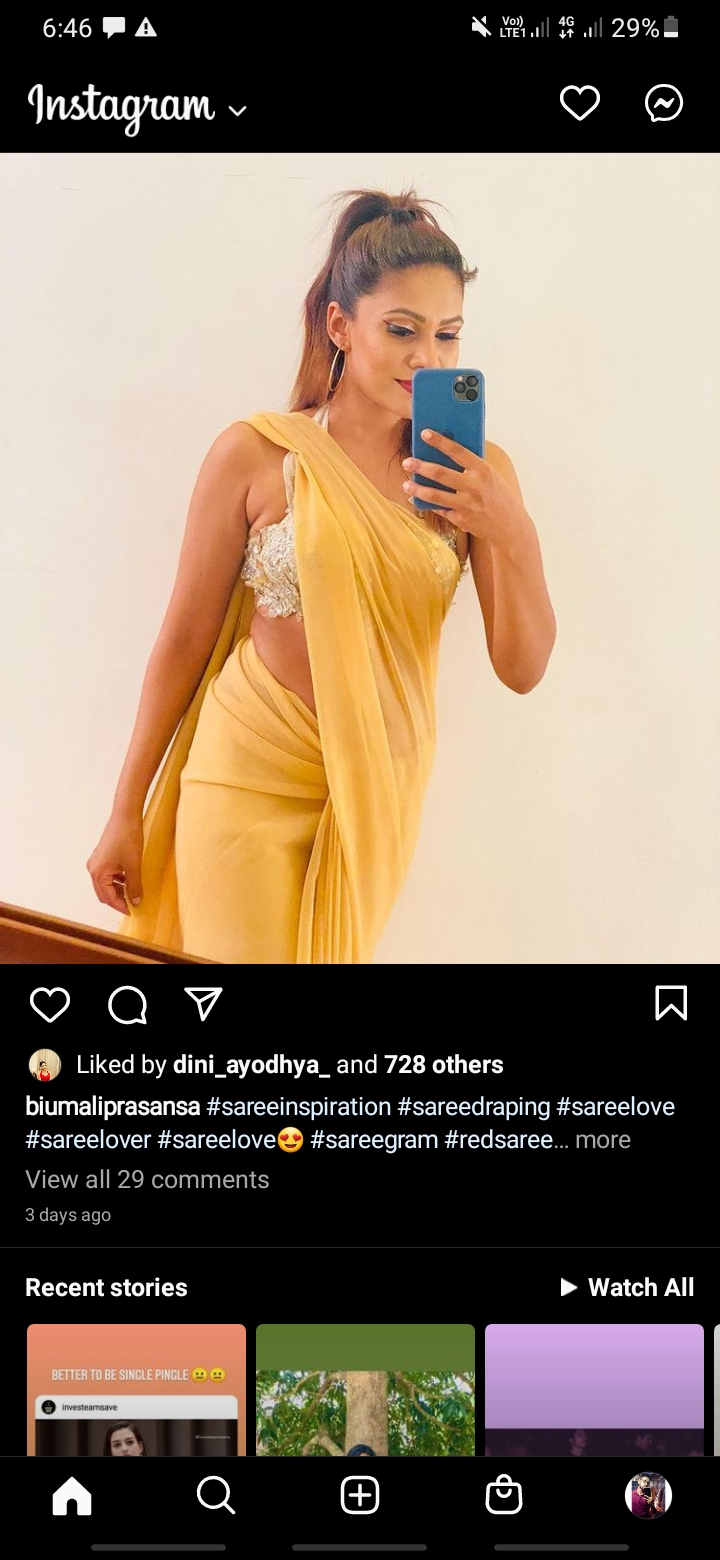 6:46
Vo))
LTE1
4G
29%
Instagram
Liked by dini_ayodhya_ and 728 others
biumaliprasansa #sareeinspiration #sareedraping #sareelove
#sareelover #sareelove😍 #sareegram #redsaree... more
View all 29 comments
3 days ago
Recent stories
Watch All
BETTER TO BE SINGLE PINGLE 😐😐
investearnsave